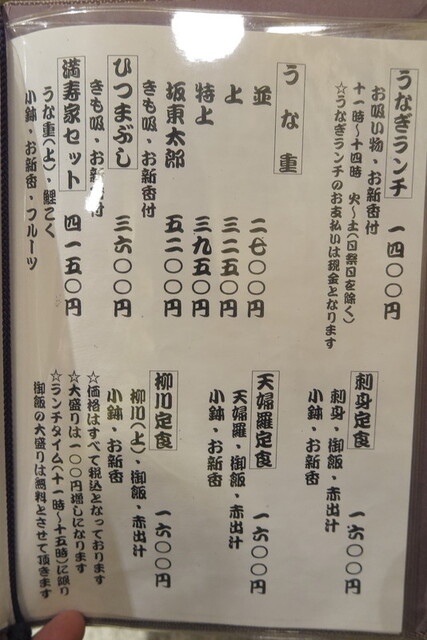 うなぎランチ 一四〇〇円
お吸い物・お新香付
十一時〜十四時 火〜土(日祭日を除く)
☆うなぎランチのお支払いは現金となります
うな重
並 二七〇〇円
上 三二五〇円
特上 三九五〇円
坂東太郎 五二〇〇円
きも吸・お新香付
ひつまぶし 三六〇〇円
きも吸・お新香付
満寿家セット 四一五〇円
うな重(上)・鯉こく
小鉢・お新香・フルーツ
刺身定食 一六〇〇円
刺身・御飯・赤出汁
小鉢・お新香
天婦羅定食 一六〇〇円
天婦羅・御飯・赤出汁
小鉢・お新香
柳川定食 一六〇〇円
柳川(上)・御飯・赤出汁
小鉢・お新香
☆価格はすべて税込となっております
☆大盛りは一〇〇円増しになります
☆ランチタイム(十一時〜十五時)に限り
御飯の大盛りは無料とさせて頂きます